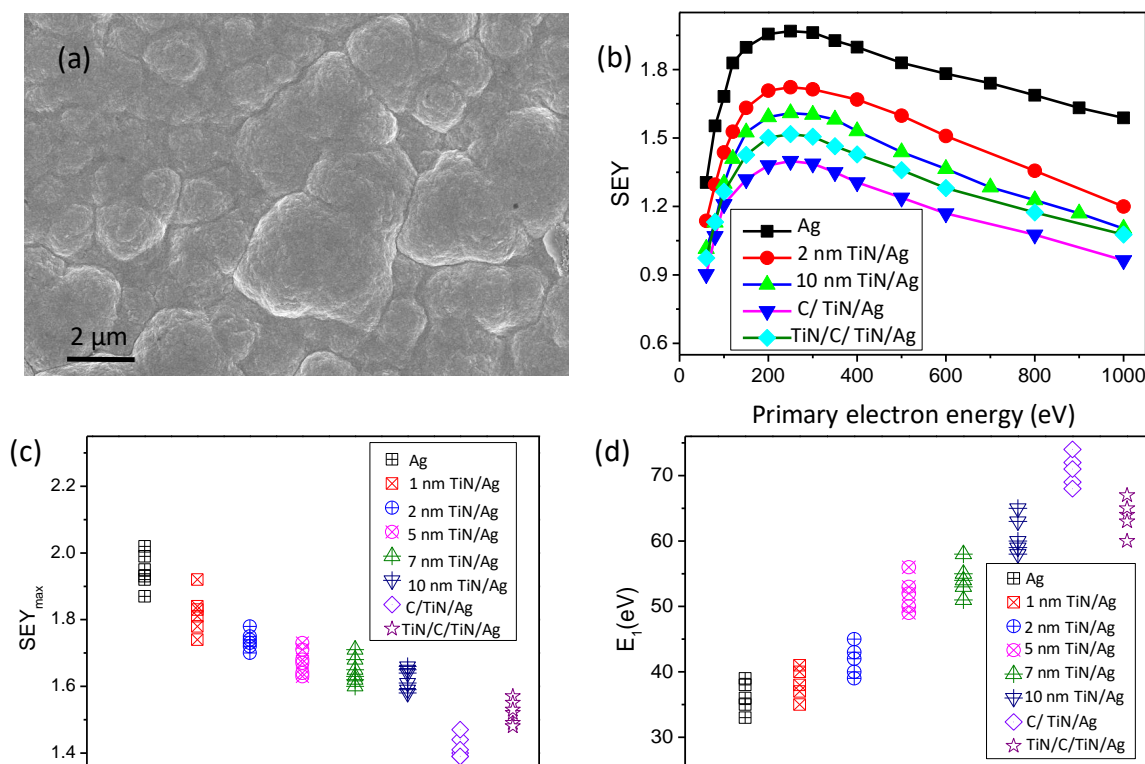 (a)
2 μm
(b)
SEY
1.8
1.5
1.2
0.9
0.6
Ag
2 nm TiN/Ag
10 nm TiN/Ag
C/ TiN/Ag
TiN/C/ TiN/Ag
0
200
400
600
800
1000
Primary electron energy (eV)
(c)
SEYmax
2.2
2.0
1.8
1.6
1.4
Ag
1 nm TiN/Ag
2 nm TiN/Ag
5 nm TiN/Ag
7 nm TiN/Ag
10 nm TiN/Ag
C/TiN/Ag
TiN/C/TiN/Ag
(d)
E1(eV)
70
60
50
40
30
Ag
1 nm TiN/Ag
2 nm TiN/Ag
5 nm TiN/Ag
7 nm TiN/Ag
10 nm TiN/Ag
C/ TiN/Ag
TiN/C/TiN/Ag